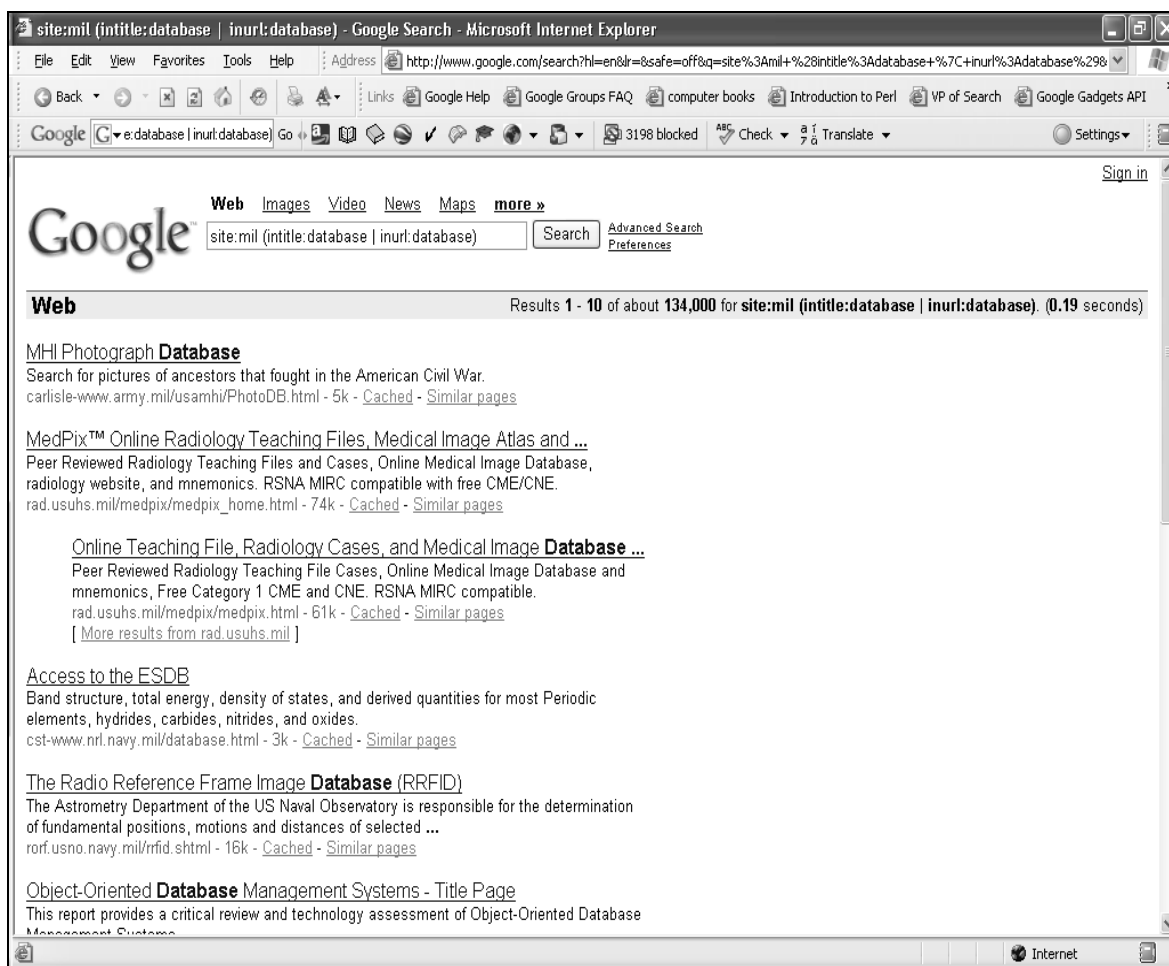 site:mil (intitle:database | inurl:database) - Google Search - Microsoft Internet Explorer
File Edit View Favorites Tools Help Address http://www.google.com/search?hl=en&lr=&safe=off&q=site%3Amil+%28intitle%3Adatabase+%7C+inurl%3Adatabase%29&
Back Links Google Help Google Groups FAQ computer books Introduction to Perl VP of Search Google Gadgets API
Google G e:database | inurl:database) Go 3198 blocked ABC Check Translate Settings
Sign in
Web Images Video News Maps more »
Google™ site:mil (intitle:database | inurl:database) Search Advanced Search
Preferences
Web Results 1 - 10 of about 134,000 for site:mil (intitle:database | inurl:database). (0.19 seconds)
MHI Photograph Database
Search for pictures of ancestors that fought in the American Civil War.
carlisle-www.army.mil/usamhi/PhotoDB.html - 5k - Cached - Similar pages
MedPix™ Online Radiology Teaching Files, Medical Image Atlas and ...
Peer Reviewed Radiology Teaching Files and Cases, Online Medical Image Database,
radiology website, and mnemonics. RSNA MIRC compatible with free CME/CNE.
rad.usuhs.mil/medpix/medpix_home.html - 74k - Cached - Similar pages
Online Teaching File, Radiology Cases, and Medical Image Database ...
Peer Reviewed Radiology Teaching File Cases, Online Medical Image Database and
mnemonics, Free Category 1 CME and CNE. RSNA MIRC compatible.
rad.usuhs.mil/medpix/medpix.html - 61k - Cached - Similar pages
[ More results from rad.usuhs.mil ]
Access to the ESDB
Band structure, total energy, density of states, and derived quantities for most Periodic
elements, hydrides, carbides, nitrides, and oxides.
cst-www.nrl.navy.mil/database.html - 3k - Cached - Similar pages
The Radio Reference Frame Image Database (RRFID)
The Astrometry Department of the US Naval Observatory is responsible for the determination
of fundamental positions, motions and distances of selected ...
rorf.usno.navy.mil/rrfid.shtml - 16k - Cached - Similar pages
Object-Oriented Database Management Systems - Title Page
This report provides a critical review and technology assessment of Object-Oriented Database
Management Systems
Internet